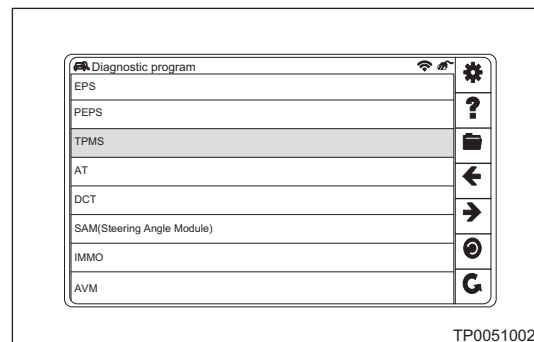 Diagnostic program
EPS
PEPS
TPMS
AT
DCT
SAM(Steering Angle Module)
IMMO
AVM
?
TP0051002